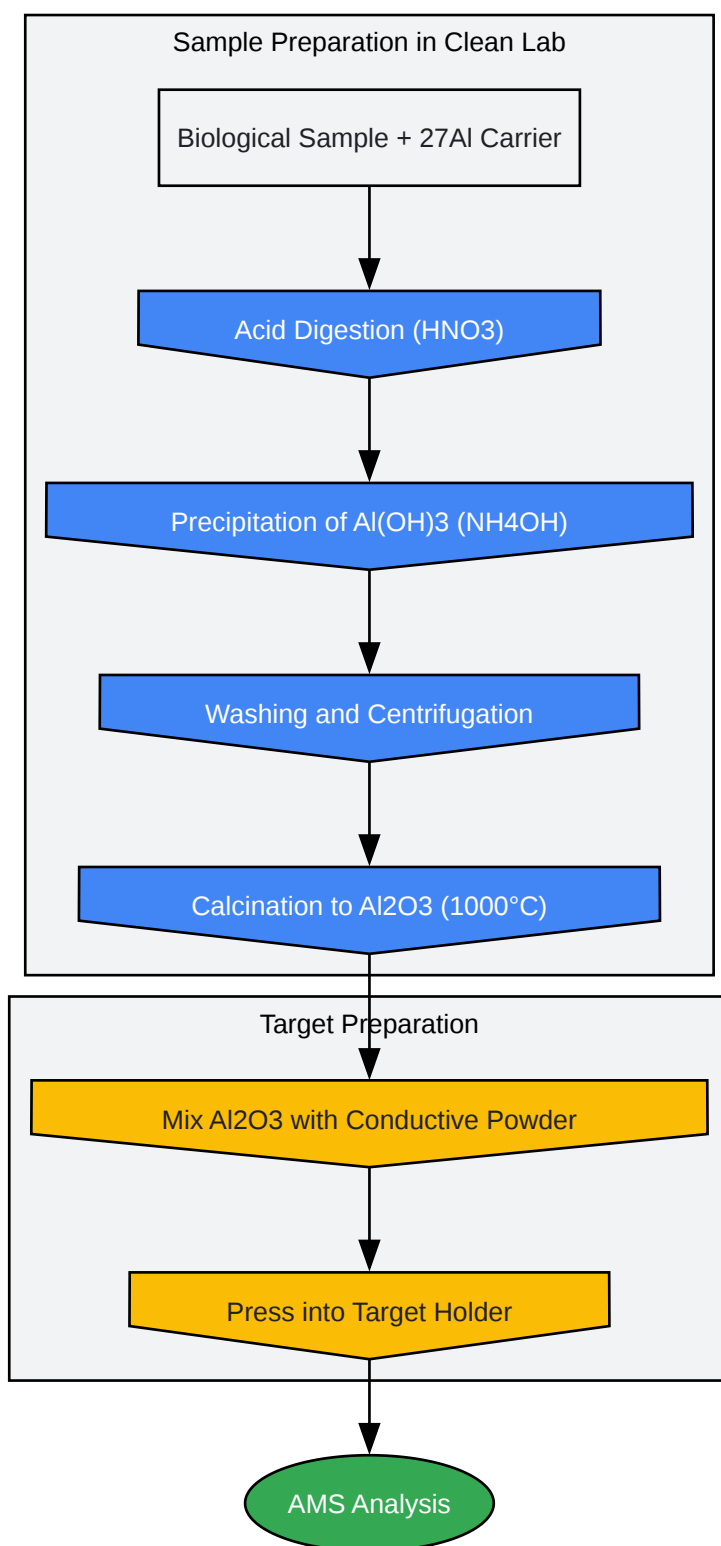 Sample Preparation in Clean Lab
Biological Sample + 27Al Carrier
Acid Digestion (HNO3)
Precipitation of Al(OH)3 (NH4OH)
Washing and Centrifugation
Calcination to Al2O3 (1000°C)
Target Preparation
Mix Al2O3 with Conductive Powder
Press into Target Holder
AMS Analysis